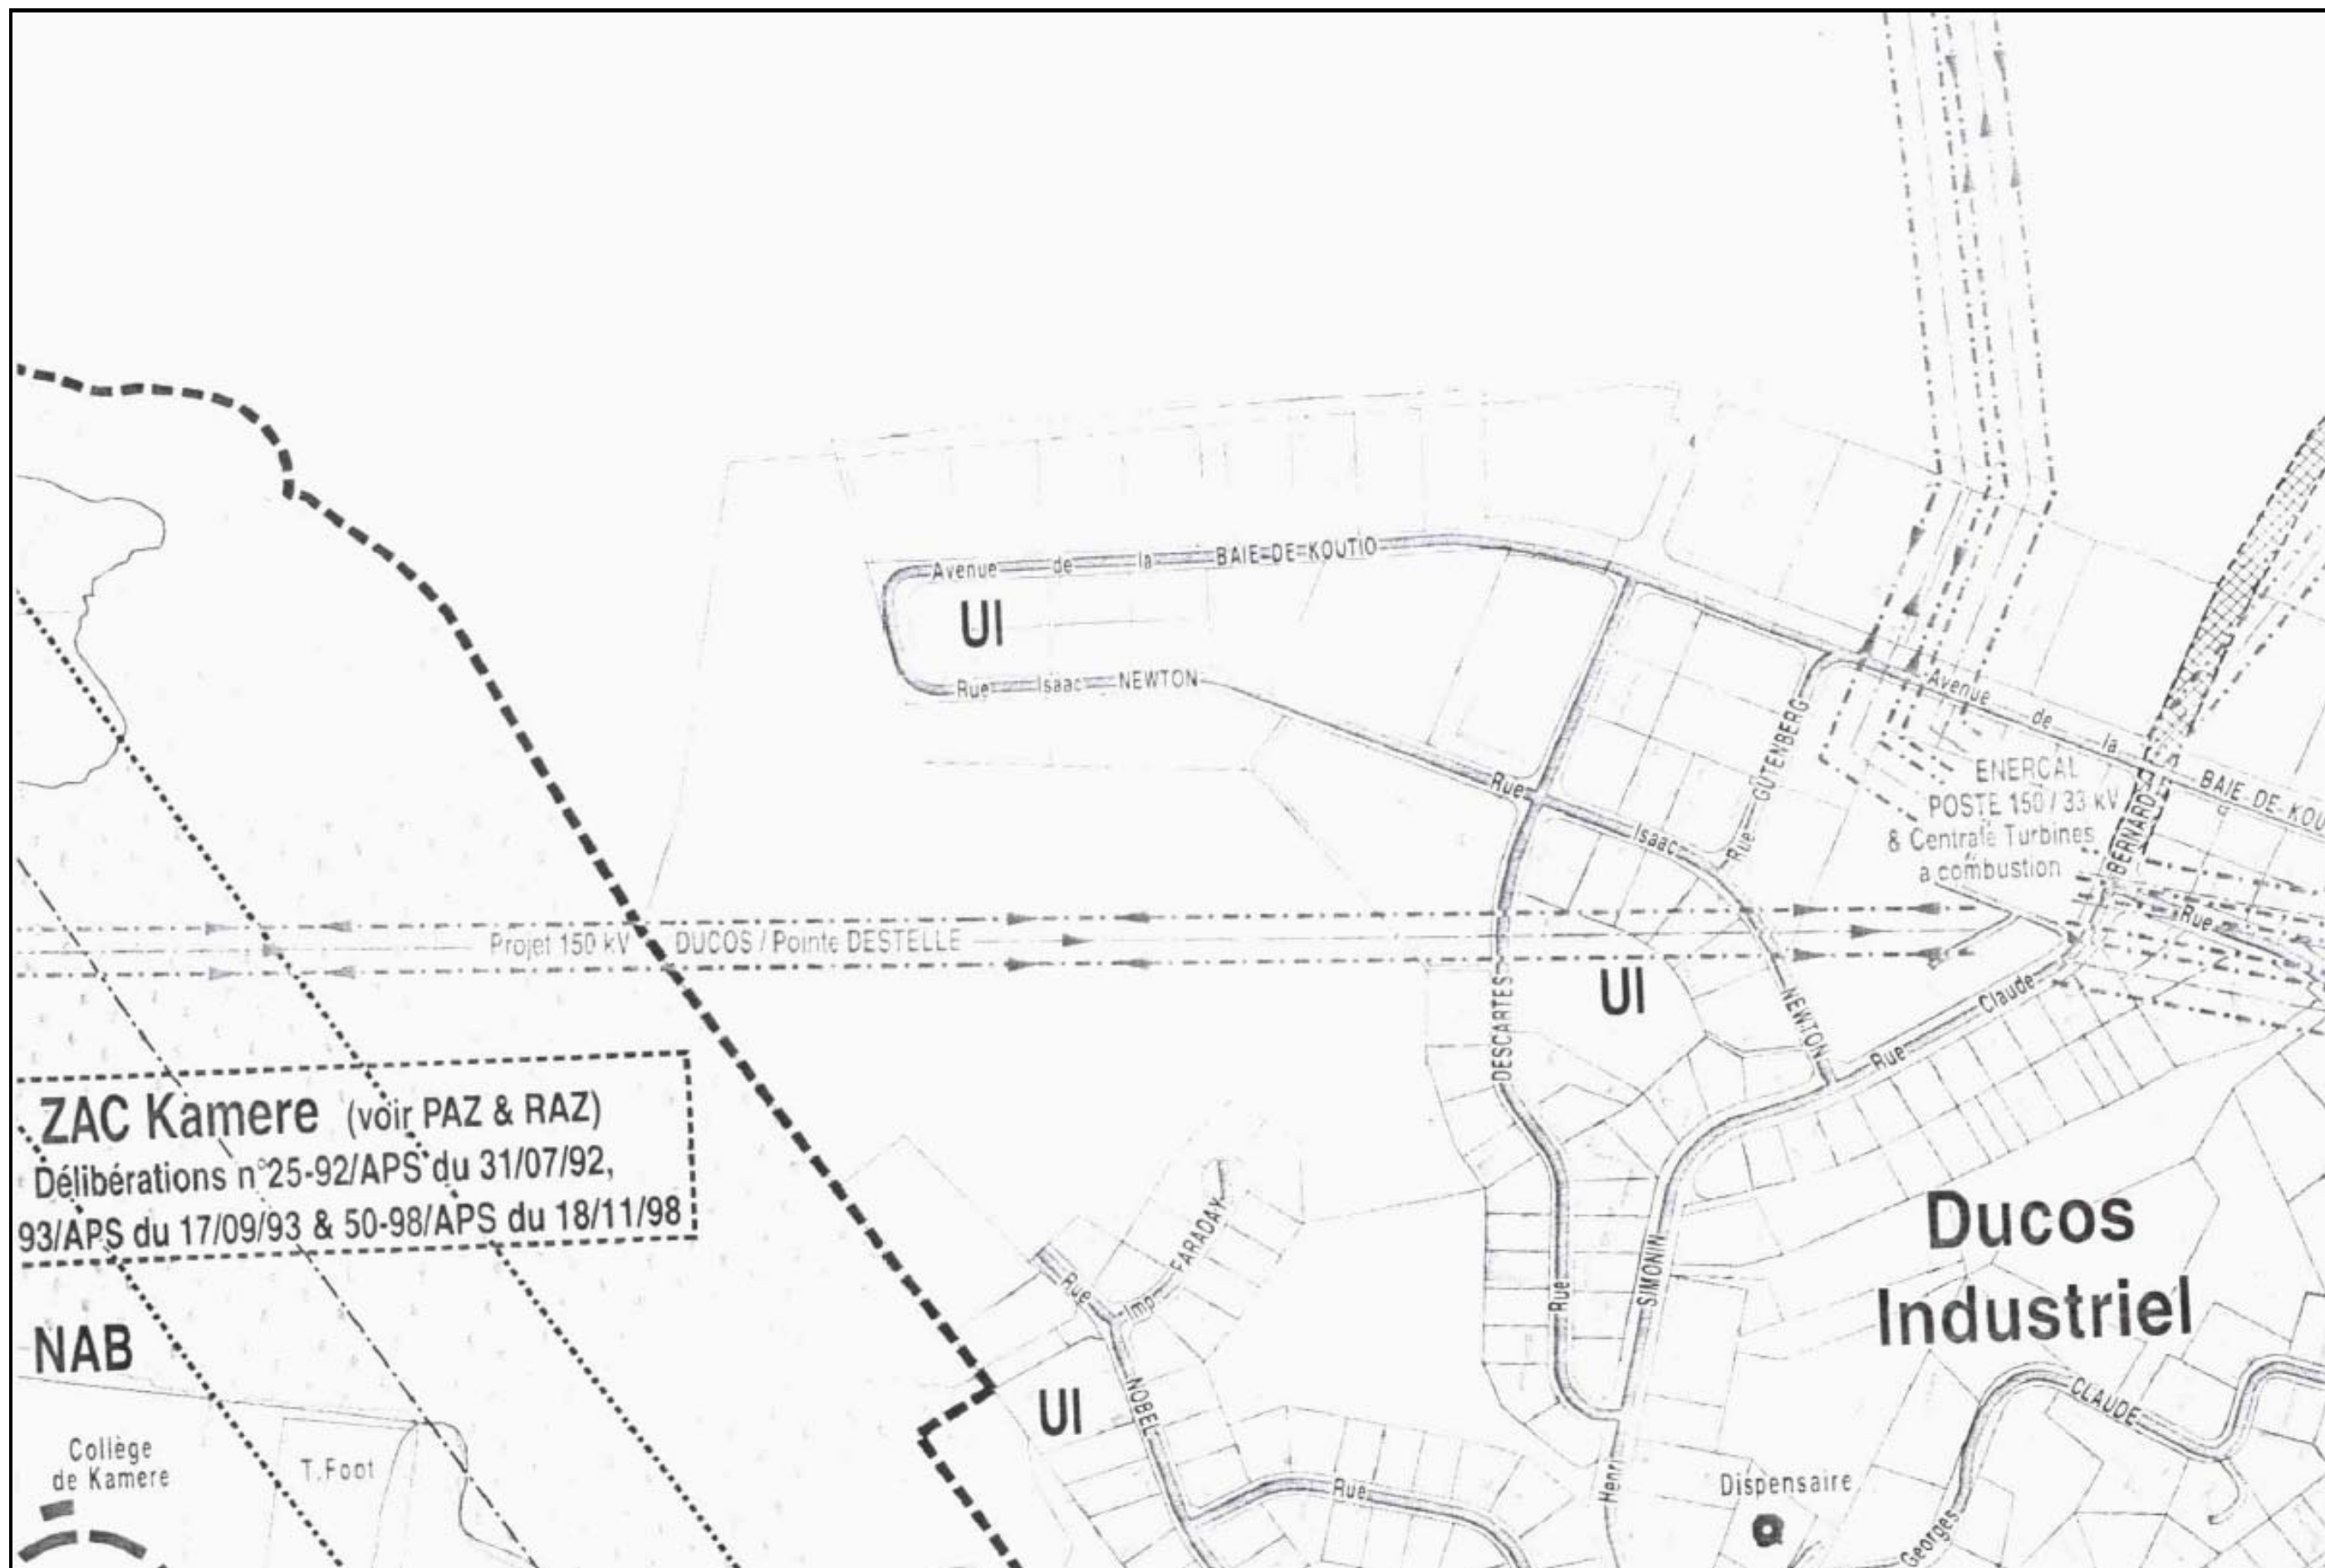 Avenue de la BAIE-DE-KOUTIO
UI
Rue Isaac NEWTON
Rue GUTENBERG
Avenue de la BAIE DE-KOU
ENERCAL
POSTE 150 / 33 kV
& Centrale Turbines
a combustion
BERNARD
Rue
Rue Isaac NEWTON
Projet 150 kV DUCOS / Pointe DESTELLE
UI
DESCARTES
Rue Claude
ZAC Kamere (voir PAZ & RAZ)
Délibérations n°25-92/APS du 31/07/92,
93/APS du 17/09/93 & 50-98/APS du 18/11/98
Ducos
Industriel
Imp FARADAY
Rue NOBEL
Rue
Henri SIMONIN
NAB
UI
Georges CLAUDE
Collège
de Kamere
T.Foot
Rue
Dispensaire